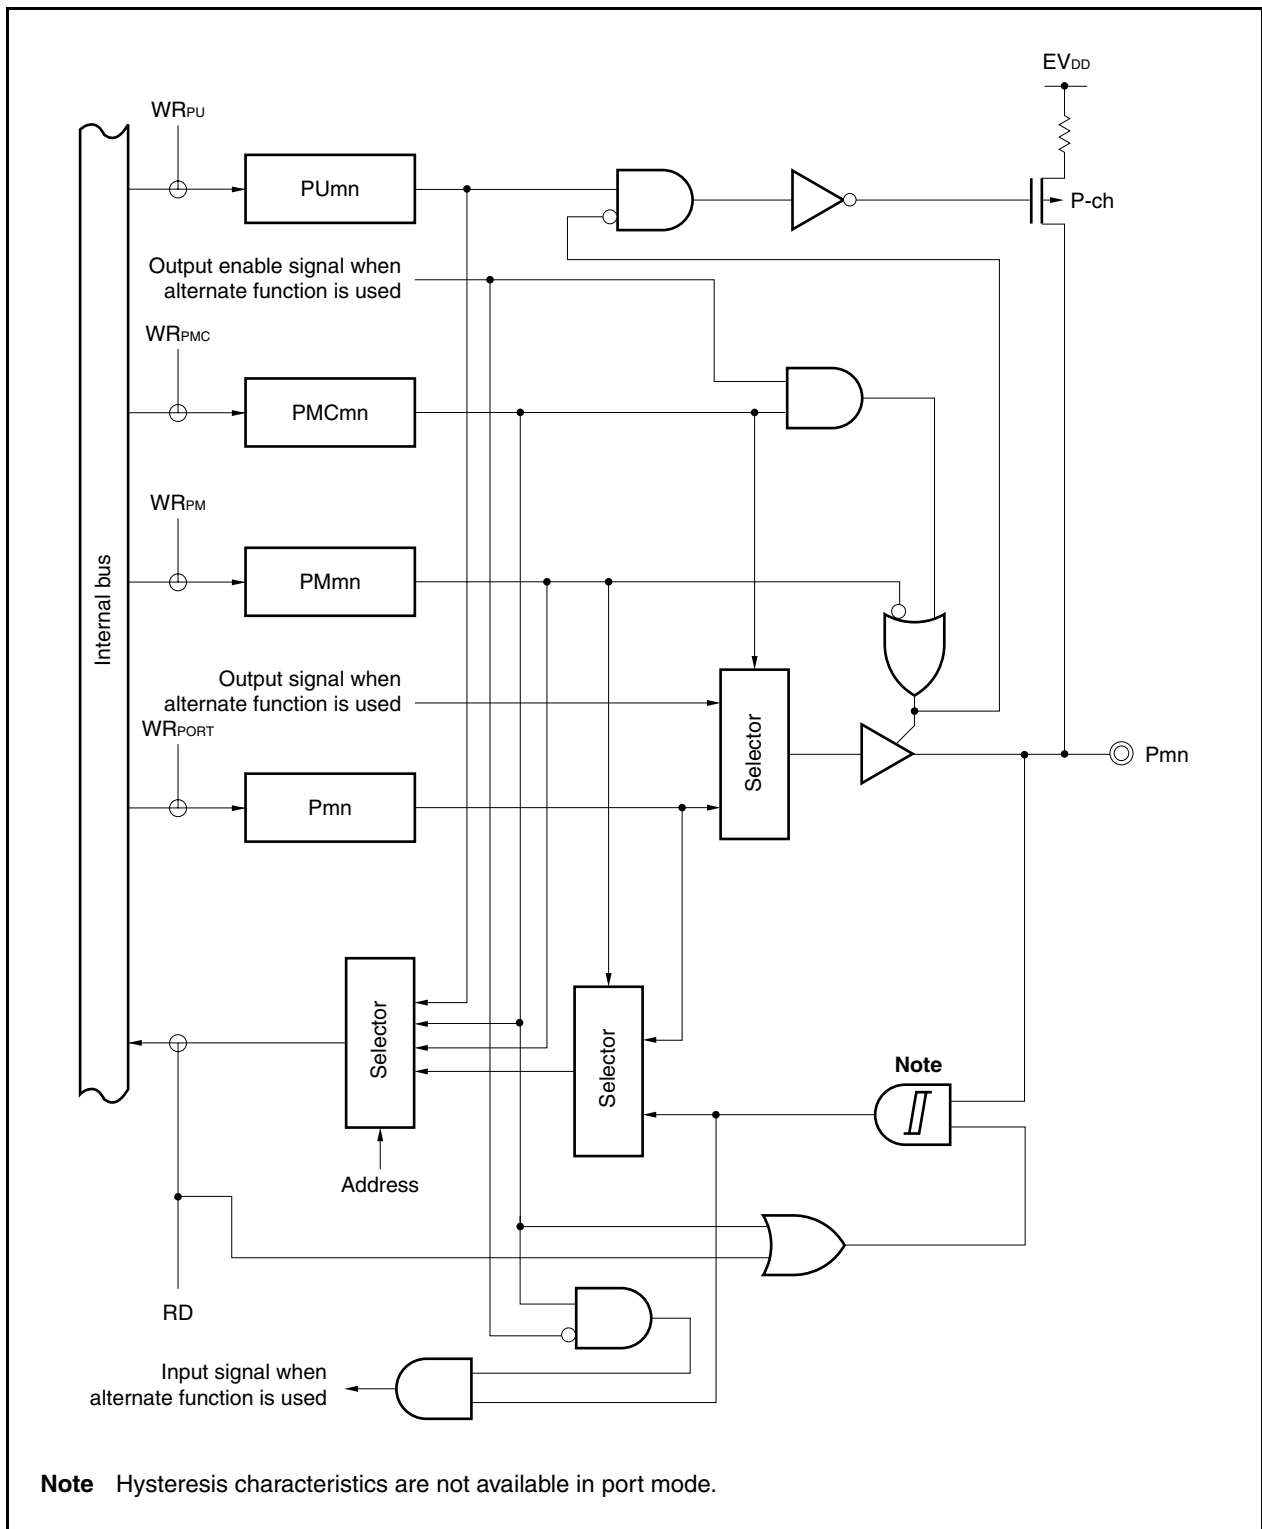 EVDD
WRPU
PUmn
P-ch
Output enable signal when
alternate function is used
WRPMC
PMCmn
WRPM
PMmn
Internal bus
Output signal when
alternate function is used
WRPORT
Selector
Pmn
Pmn
Selector
Selector
Note
Address
RD
Input signal when
alternate function is used
Note Hysteresis characteristics are not available in port mode.